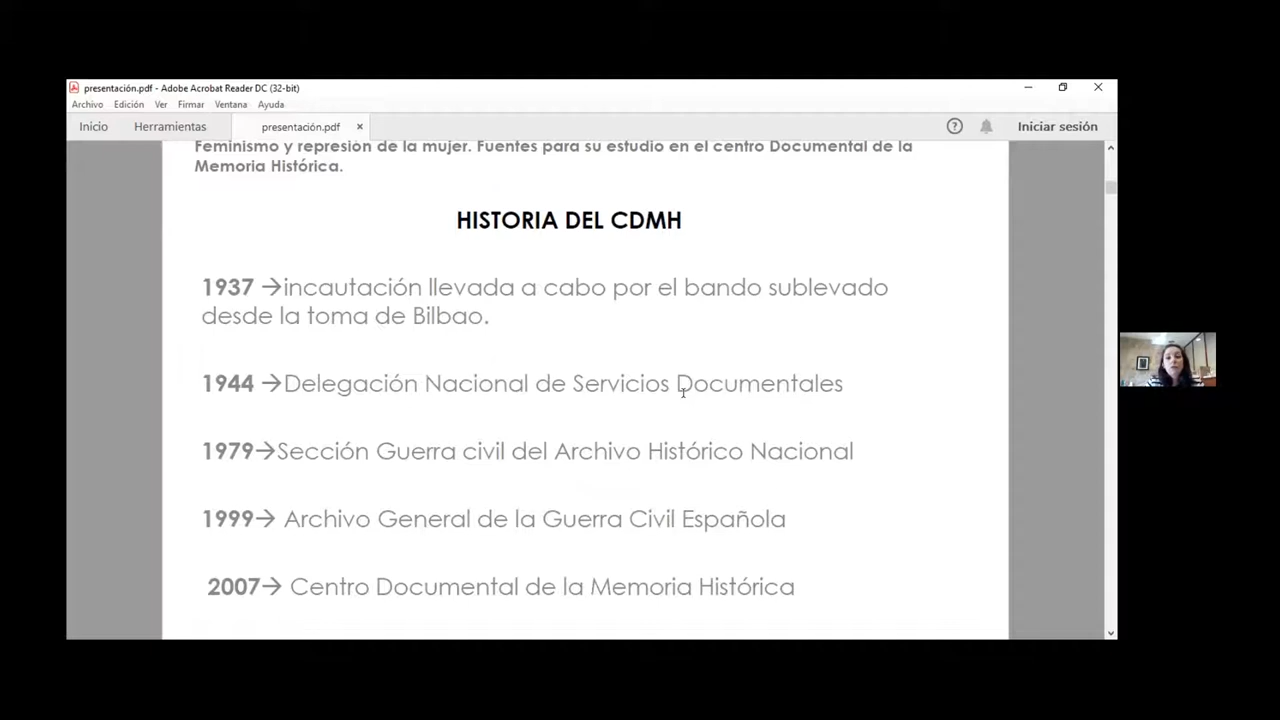 presentación.pdf - Adobe Acrobat Reader DC (32-bit)
Archivo Edición Ver Firmar Ventana Ayuda
Inicio Herramientas presentación.pdf × Iniciar sesión
Feminismo y represión de la mujer. Fuentes para su estudio en el centro Documental de la
Memoria Histórica.
HISTORIA DEL CDMH
1937 →incautación llevada a cabo por el bando sublevado
desde la toma de Bilbao.
1944 →Delegación Nacional de Servicios Documentales
1979→Sección Guerra civil del Archivo Histórico Nacional
1999→ Archivo General de la Guerra Civil Española
2007→ Centro Documental de la Memoria Histórica